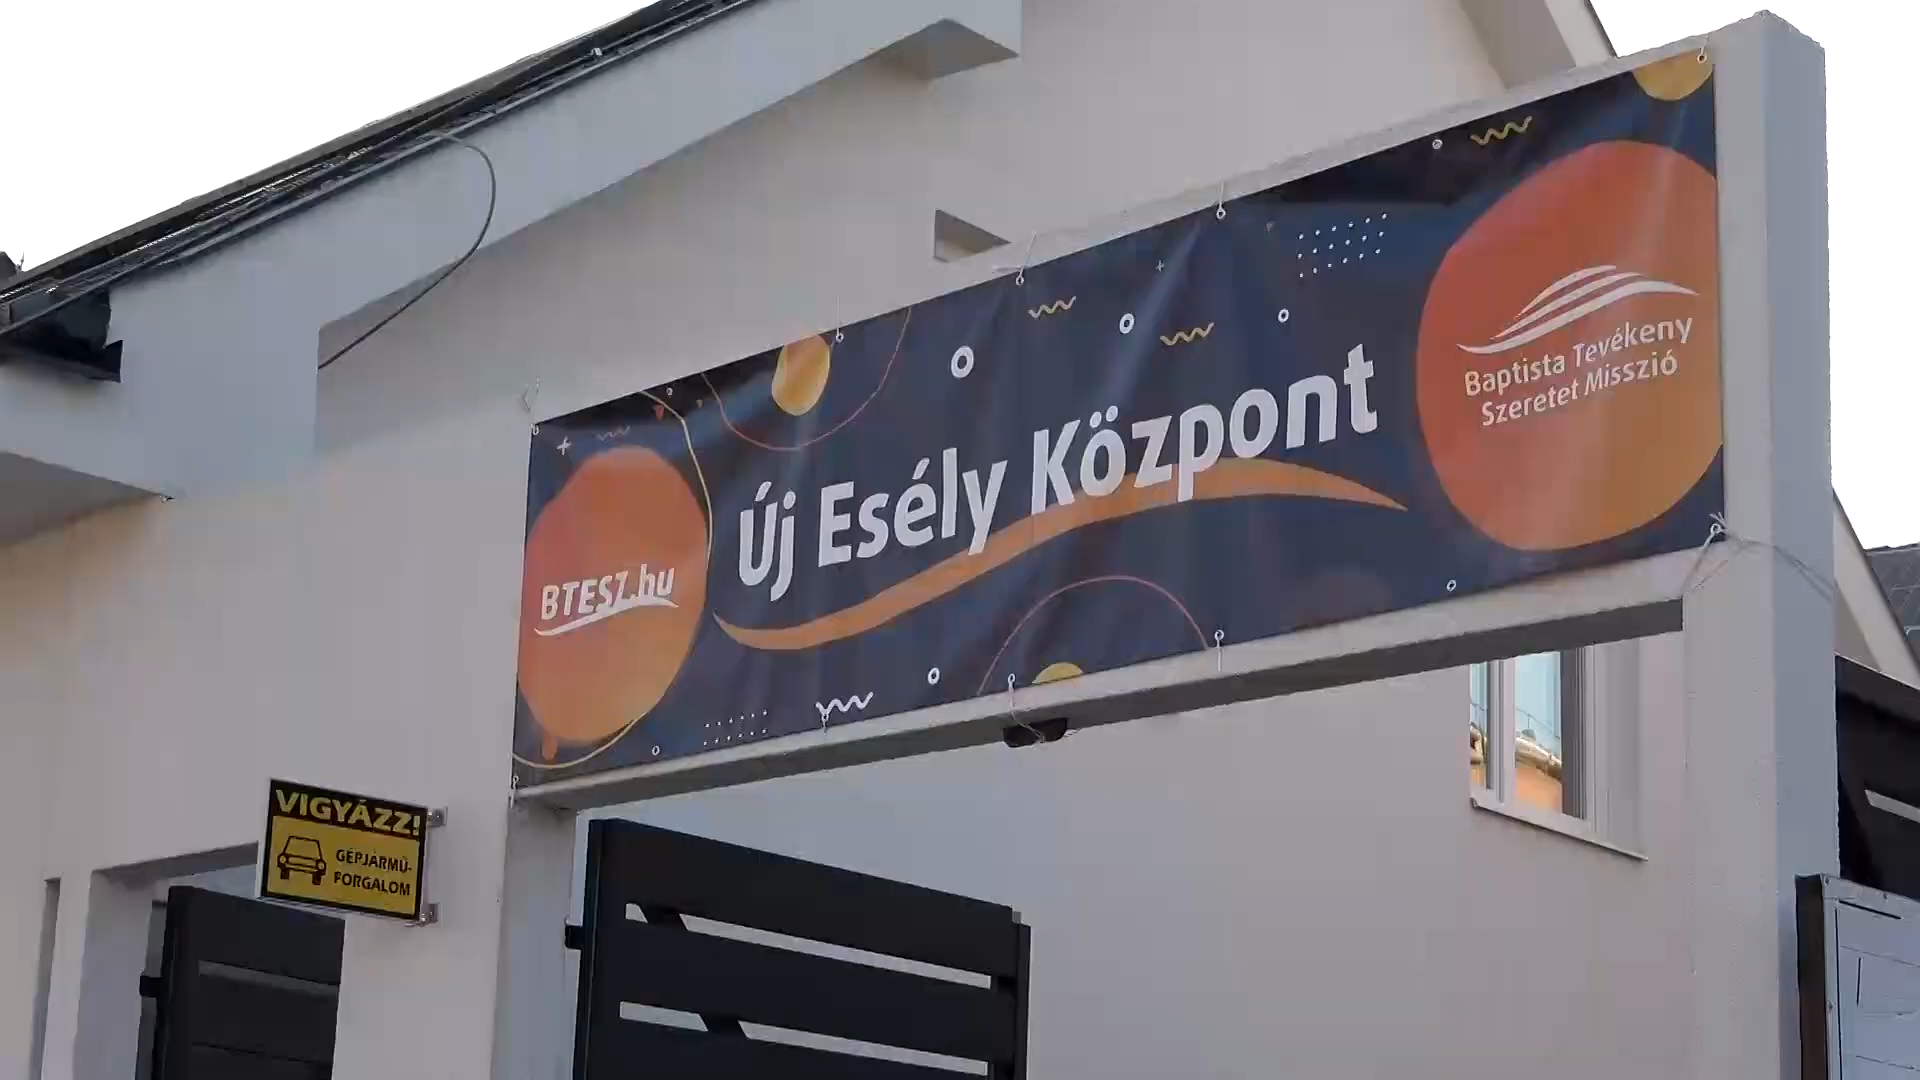 Új Esély Központ
BTESZ.hu
Baptista Tevékeny
Szeretet Misszió
VIGYÁZZ!
GÉPJÁRMŰ-
FORGALOM